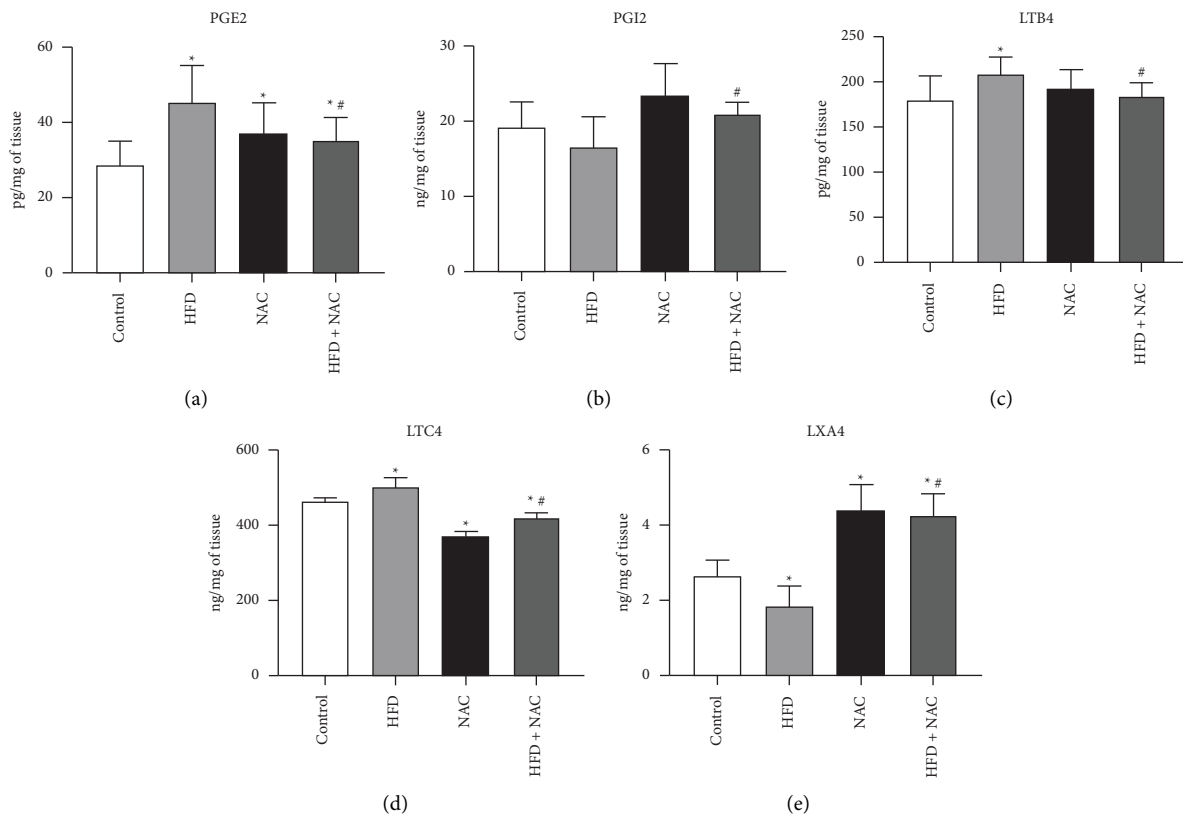 PGE2
60
40
20
0
pg/mg of tissue
*
*
* #
Control
HFD
NAC
HFD + NAC
(a)
PGI2
30
20
10
0
ng/mg of tissue
#
Control
HFD
NAC
HFD + NAC
(b)
LTB4
250
200
150
100
50
0
pg/mg of tissue
*
#
Control
HFD
NAC
HFD + NAC
(c)
LTC4
600
400
200
0
ng/mg of tissue
*
*
* #
Control
HFD
NAC
HFD + NAC
(d)
LXA4
6
4
2
0
ng/mg of tissue
*
*
* #
Control
HFD
NAC
HFD + NAC
(e)